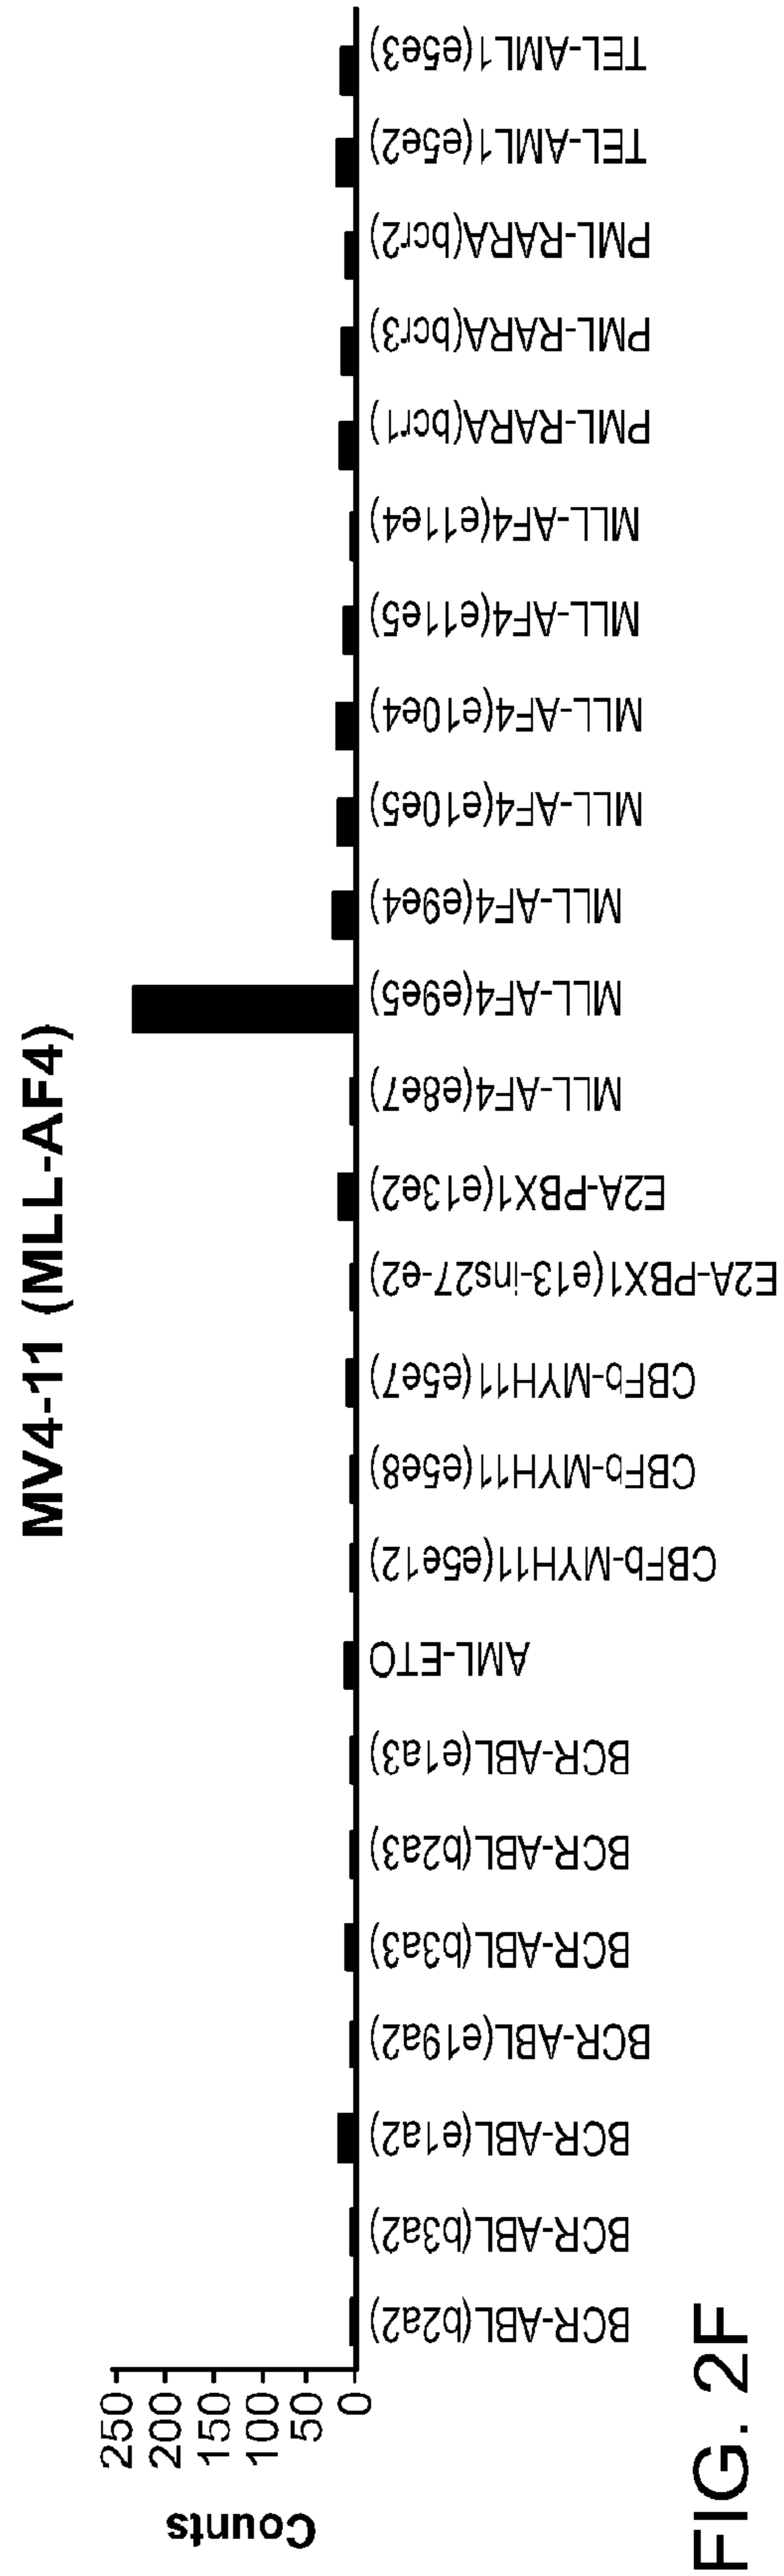 MV4-11 (MLL-AF4)
Counts
250
200
150
100
50
0
BCR-ABL(b2a2)
BCR-ABL(b3a2)
BCR-ABL(e1a2)
BCR-ABL(e19a2)
BCR-ABL(b3a3)
BCR-ABL(b2a3)
BCR-ABL(e1a3)
AML-ETO
CBFb-MYH11(e5e12)
CBFb-MYH11(e5e8)
CBFb-MYH11(e5e7)
E2A-PBX1(e13-ins27-e2)
E2A-PBX1(e13e2)
MLL-AF4(e8e7)
MLL-AF4(e9e5)
MLL-AF4(e9e4)
MLL-AF4(e10e5)
MLL-AF4(e10e4)
MLL-AF4(e11e5)
MLL-AF4(e11e4)
PML-RARA(bcr1)
PML-RARA(bcr3)
PML-RARA(bcr2)
TEL-AML1(e5e2)
TEL-AML1(e5e3)
FIG. 2F